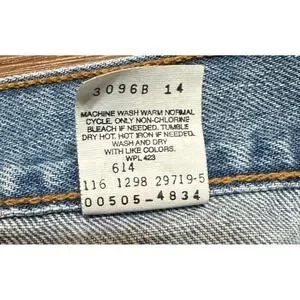 3096B 14
MACHINE WASH WARM NORMAL
CYCLE. ONLY NON-CHLORINE
BLEACH IF NEEDED. TUMBLE
DRY HOT. HOT IRON IF NEEDED.
WASH AND DRY
WITH LIKE COLORS.
WPL 423
614
116 1298 29719-5
00505-4834